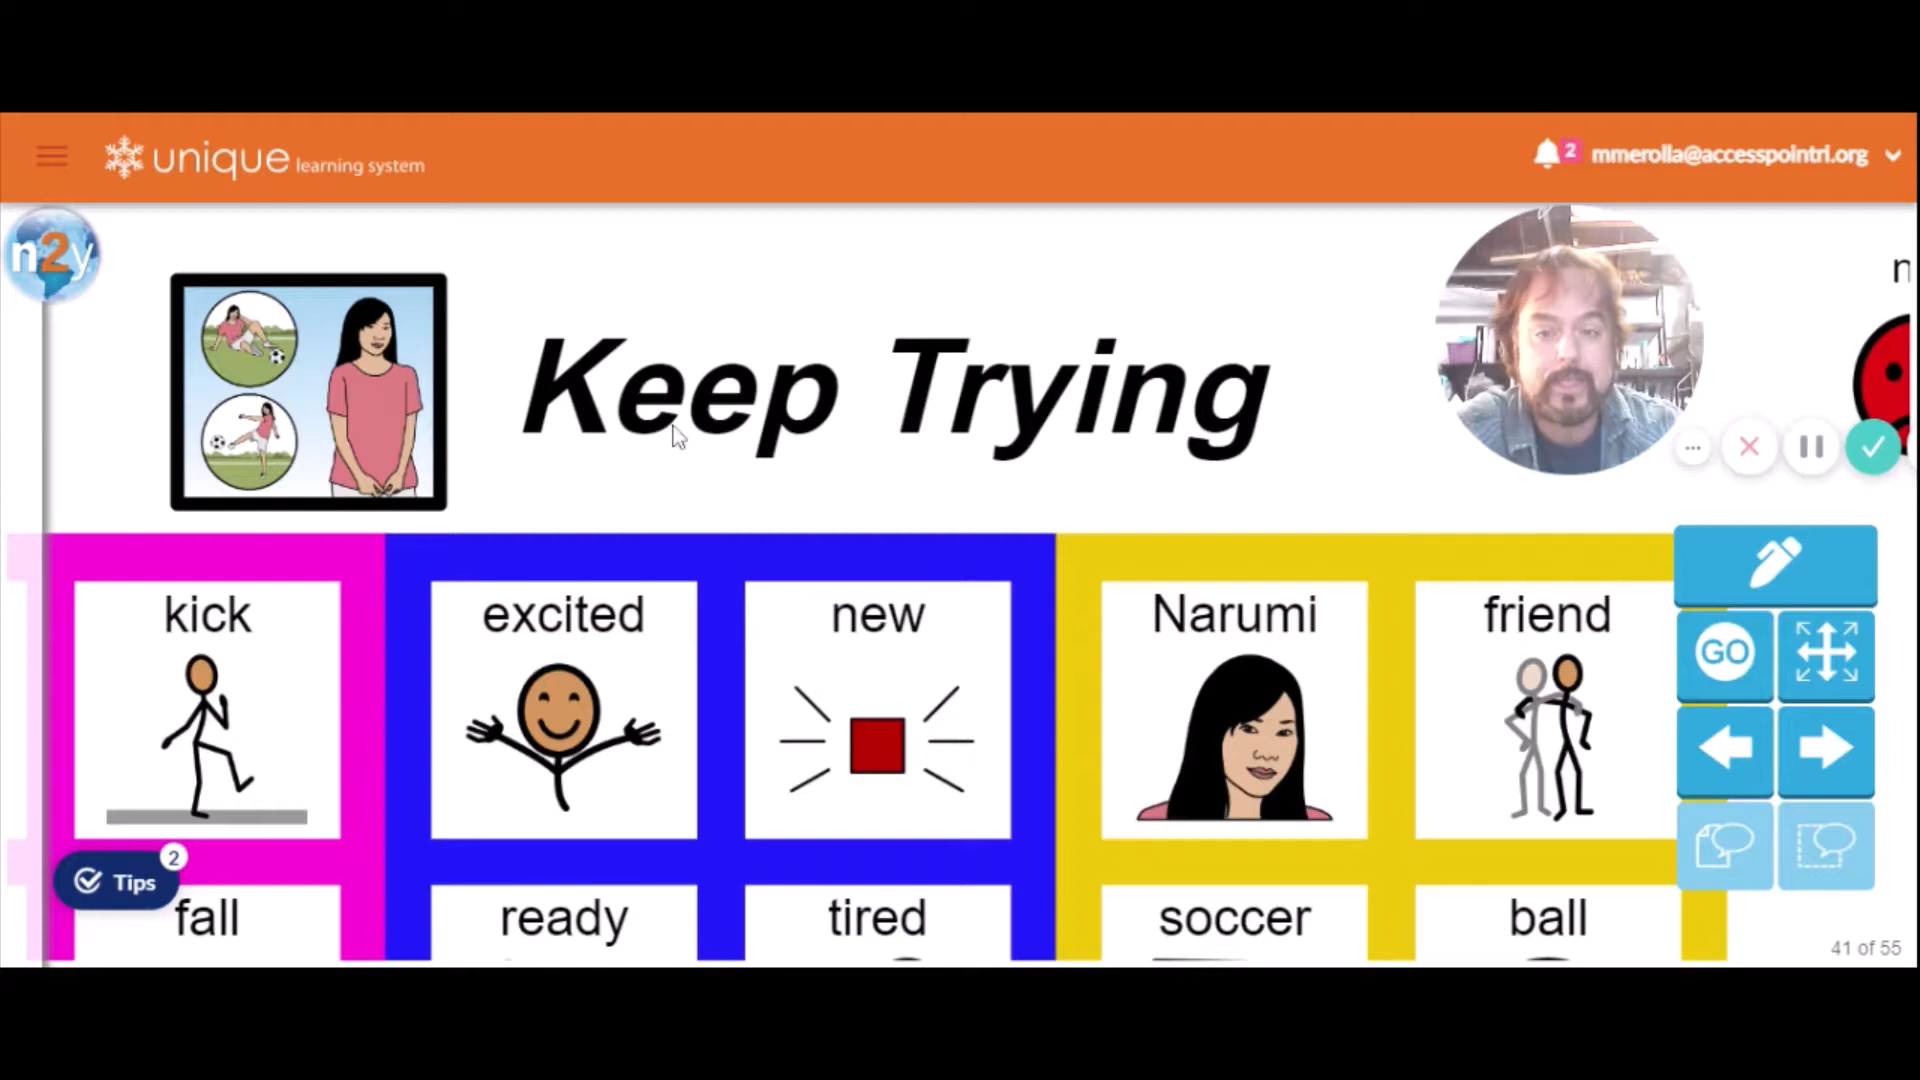 unique learning system
2 mmerolla@accesspointri.org
n2y
Keep Trying
kick
excited
new
Narumi
friend
GO
2
Tips
fall
ready
tired
soccer
ball
41 of 55